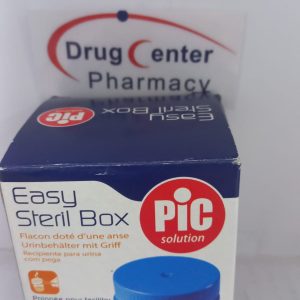 Drug Center
Pharmacy
Easy
Steril Box
PiC
Easy
Steril Box
Flacon doté d'une anse
Urinbehälter mit Griff
Recipiente para urina
com pega
PiC
solution